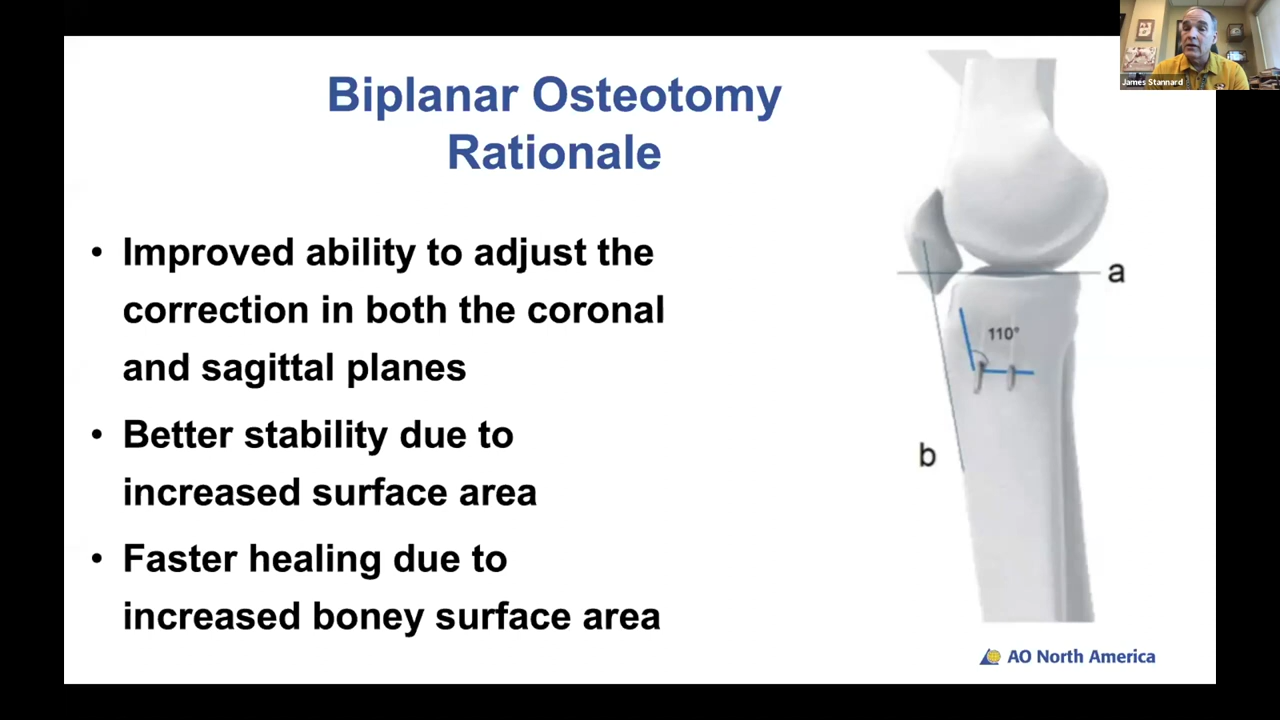 James Stannard
Biplanar Osteotomy
Rationale
• Improved ability to adjust the
correction in both the coronal
and sagittal planes
• Better stability due to
increased surface area
• Faster healing due to
increased boney surface area
a
110°
b
AO North America